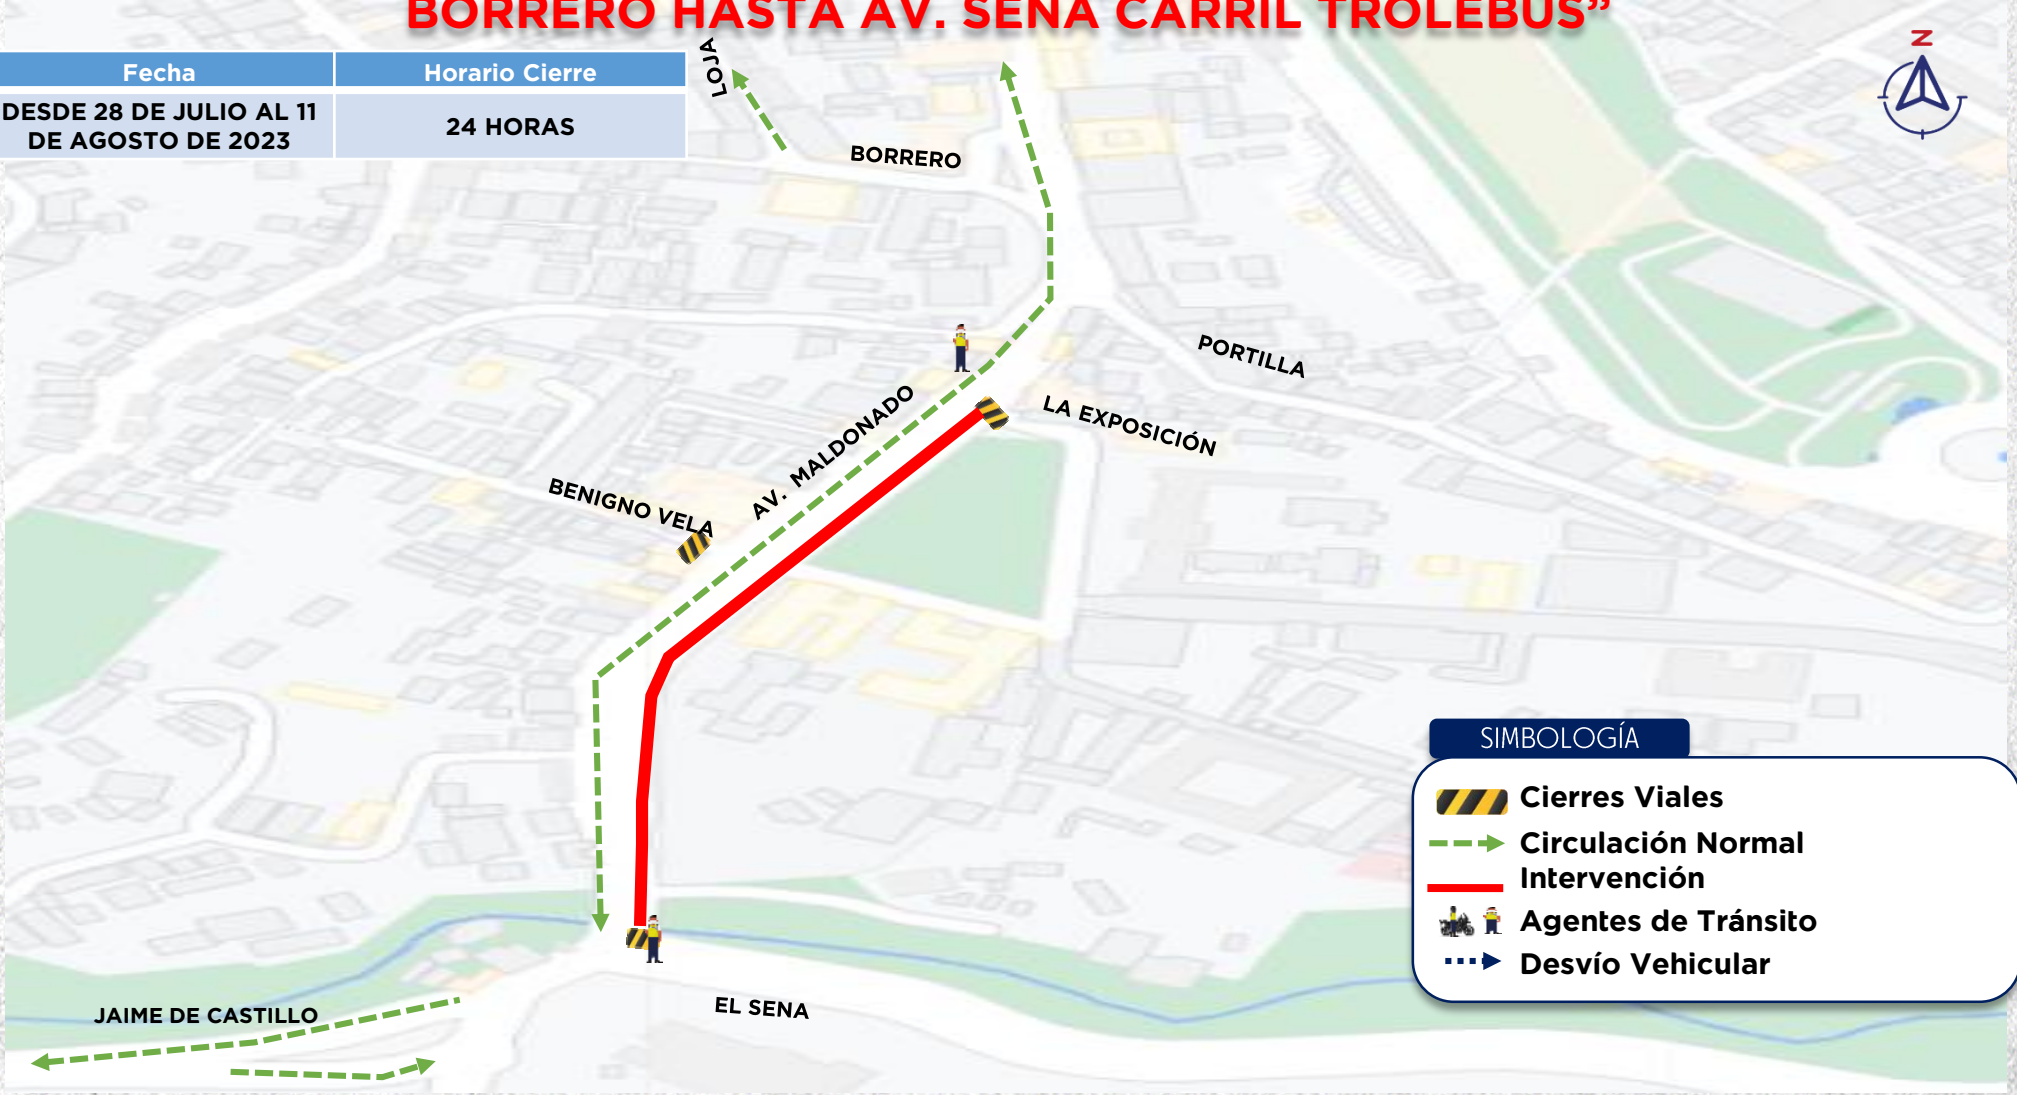 BORRERO HASTA AV. SENA CARRIL TROLEBUS”
Fecha
Horario Cierre
DESDE 28 DE JULIO AL 11
DE AGOSTO DE 2023
24 HORAS
LOJA
N
BORRERO
PORTILLA
LA EXPOSICIÓN
AV. MALDONADO
BENIGNO VELA
SIMBOLOGÍA
Cierres Viales
Circulación Normal
Intervención
Agentes de Tránsito
Desvío Vehicular
EL SENA
JAIME DE CASTILLO